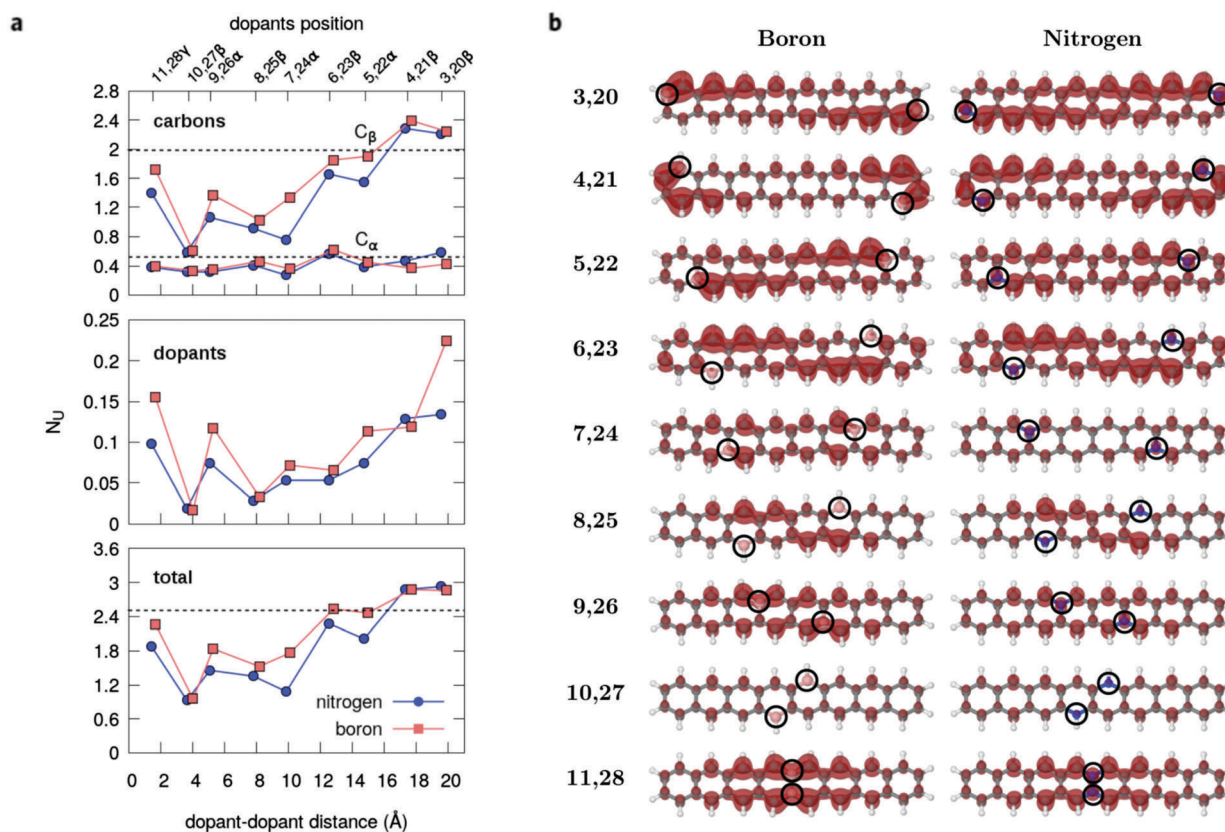 a
dopants position
11,28γ
10,27β
9,26α
8,25β
7,24α
6,23β
5,22α
4,21β
3,20β
2.8
2.4
2
1.6
1.2
0.8
0.4
0
carbons
Cβ
Cα
0.25
0.2
0.15
0.1
0.05
0
dopants
NU
3.6
3
2.4
1.8
1.2
0.6
0
total
nitrogen
boron
0 2 4 6 8 10 12 14 16 18 20
dopant-dopant distance (Å)
b
Boron Nitrogen
3,20
4,21
5,22
6,23
7,24
8,25
9,26
10,27
11,28